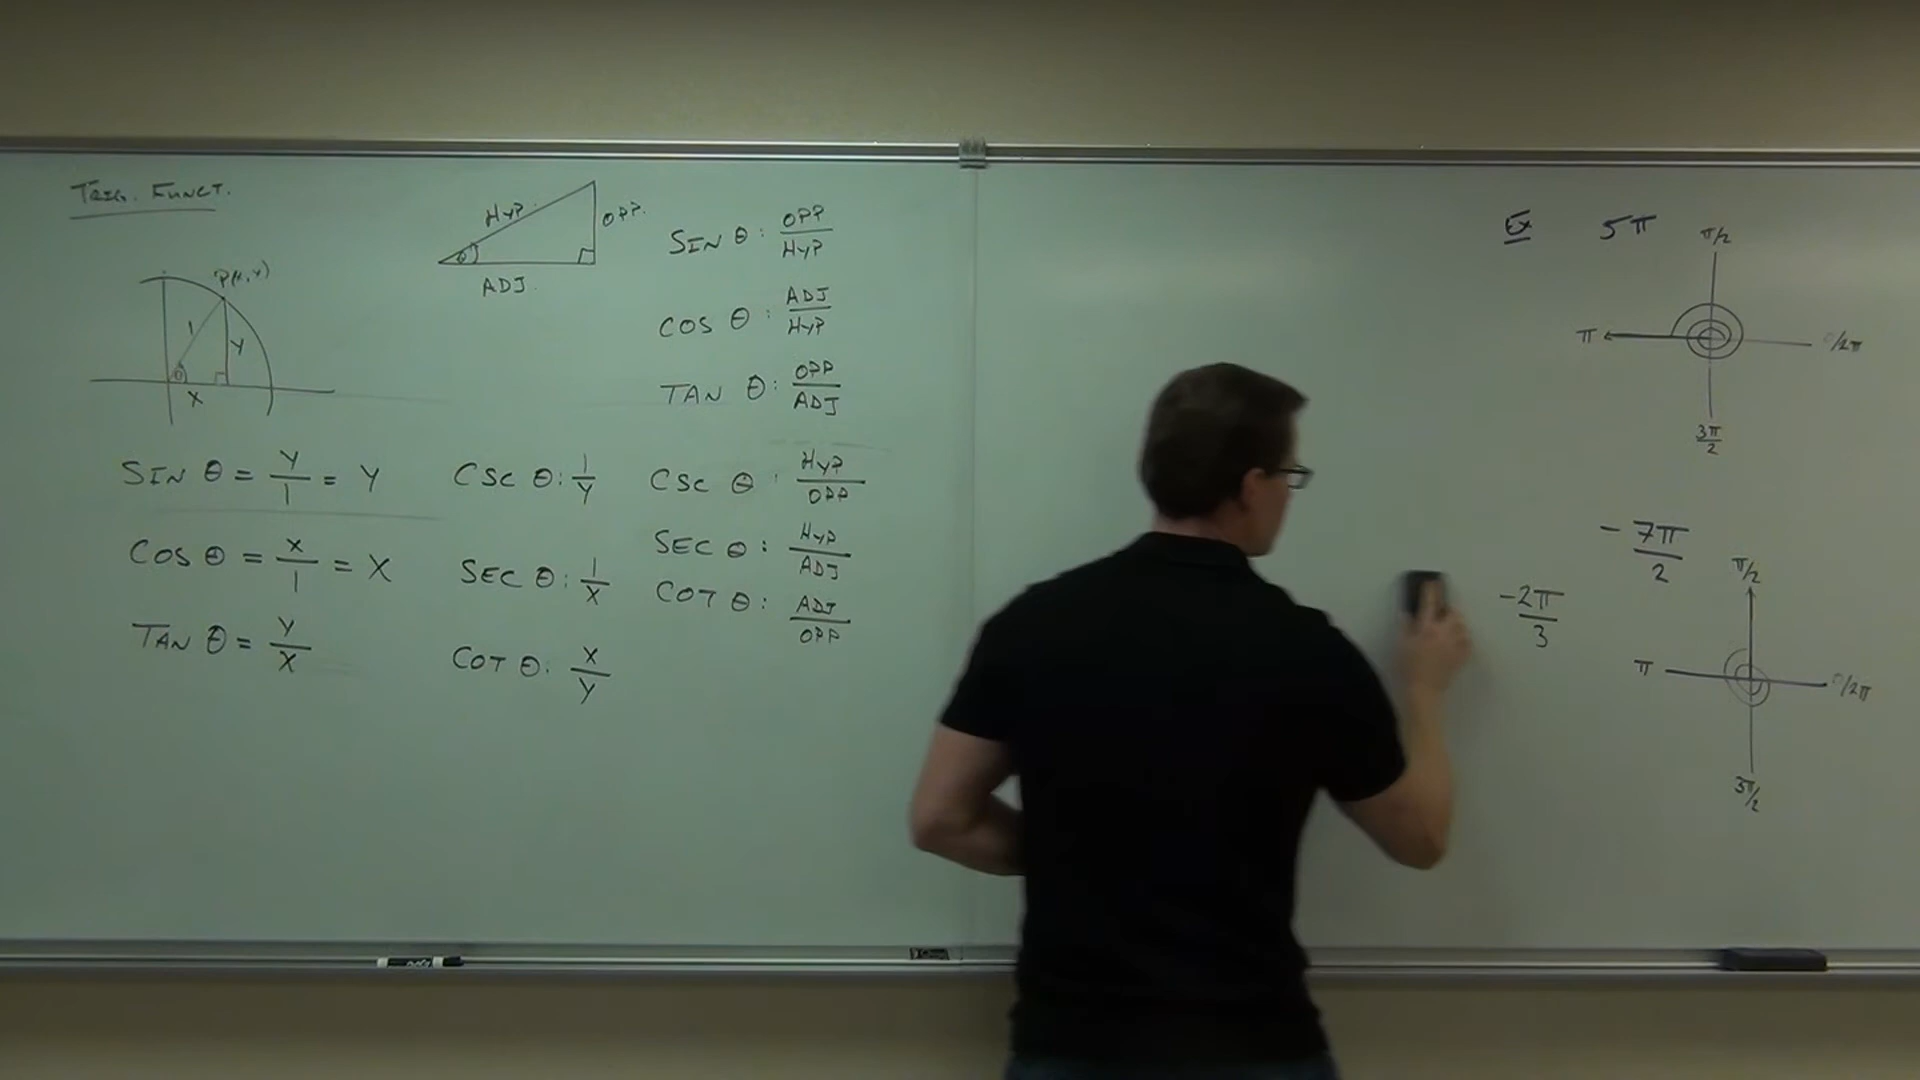 TRIG. FUNCT.
HYP.
OPP.
θ
ADJ.
P(x, y)
1
y
θ
x
SIN θ = y/1 = y
COS θ = x/1 = x
TAN θ = y/x
CSC θ: 1/y
SEC θ: 1/x
COT θ: x/y
SIN θ: OPP/HYP
COS θ: ADJ/HYP
TAN θ: OPP/ADJ
CSC θ: HYP/OPP
SEC θ: HYP/ADJ
COT θ: ADJ/OPP
Ex 5π
π/2
π
0/2π
3π/2
-7π/2
-2π/3
π/2
π
0/2π
3π/2